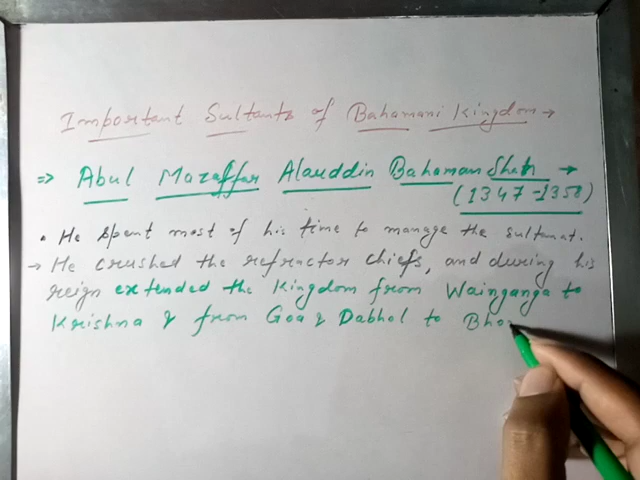 Important Sultants of Bahamani Kingdom →
⇒ Abul Mozaffar Alauddin Bahaman Shah →
(1347-1358)
• He spent most of his time to manage the sultanat.
→ He crushed the refractor chiefs, and during his
reign extended the Kingdom from Wainganga to
Krishna & from Goa & Dabhol to Bho